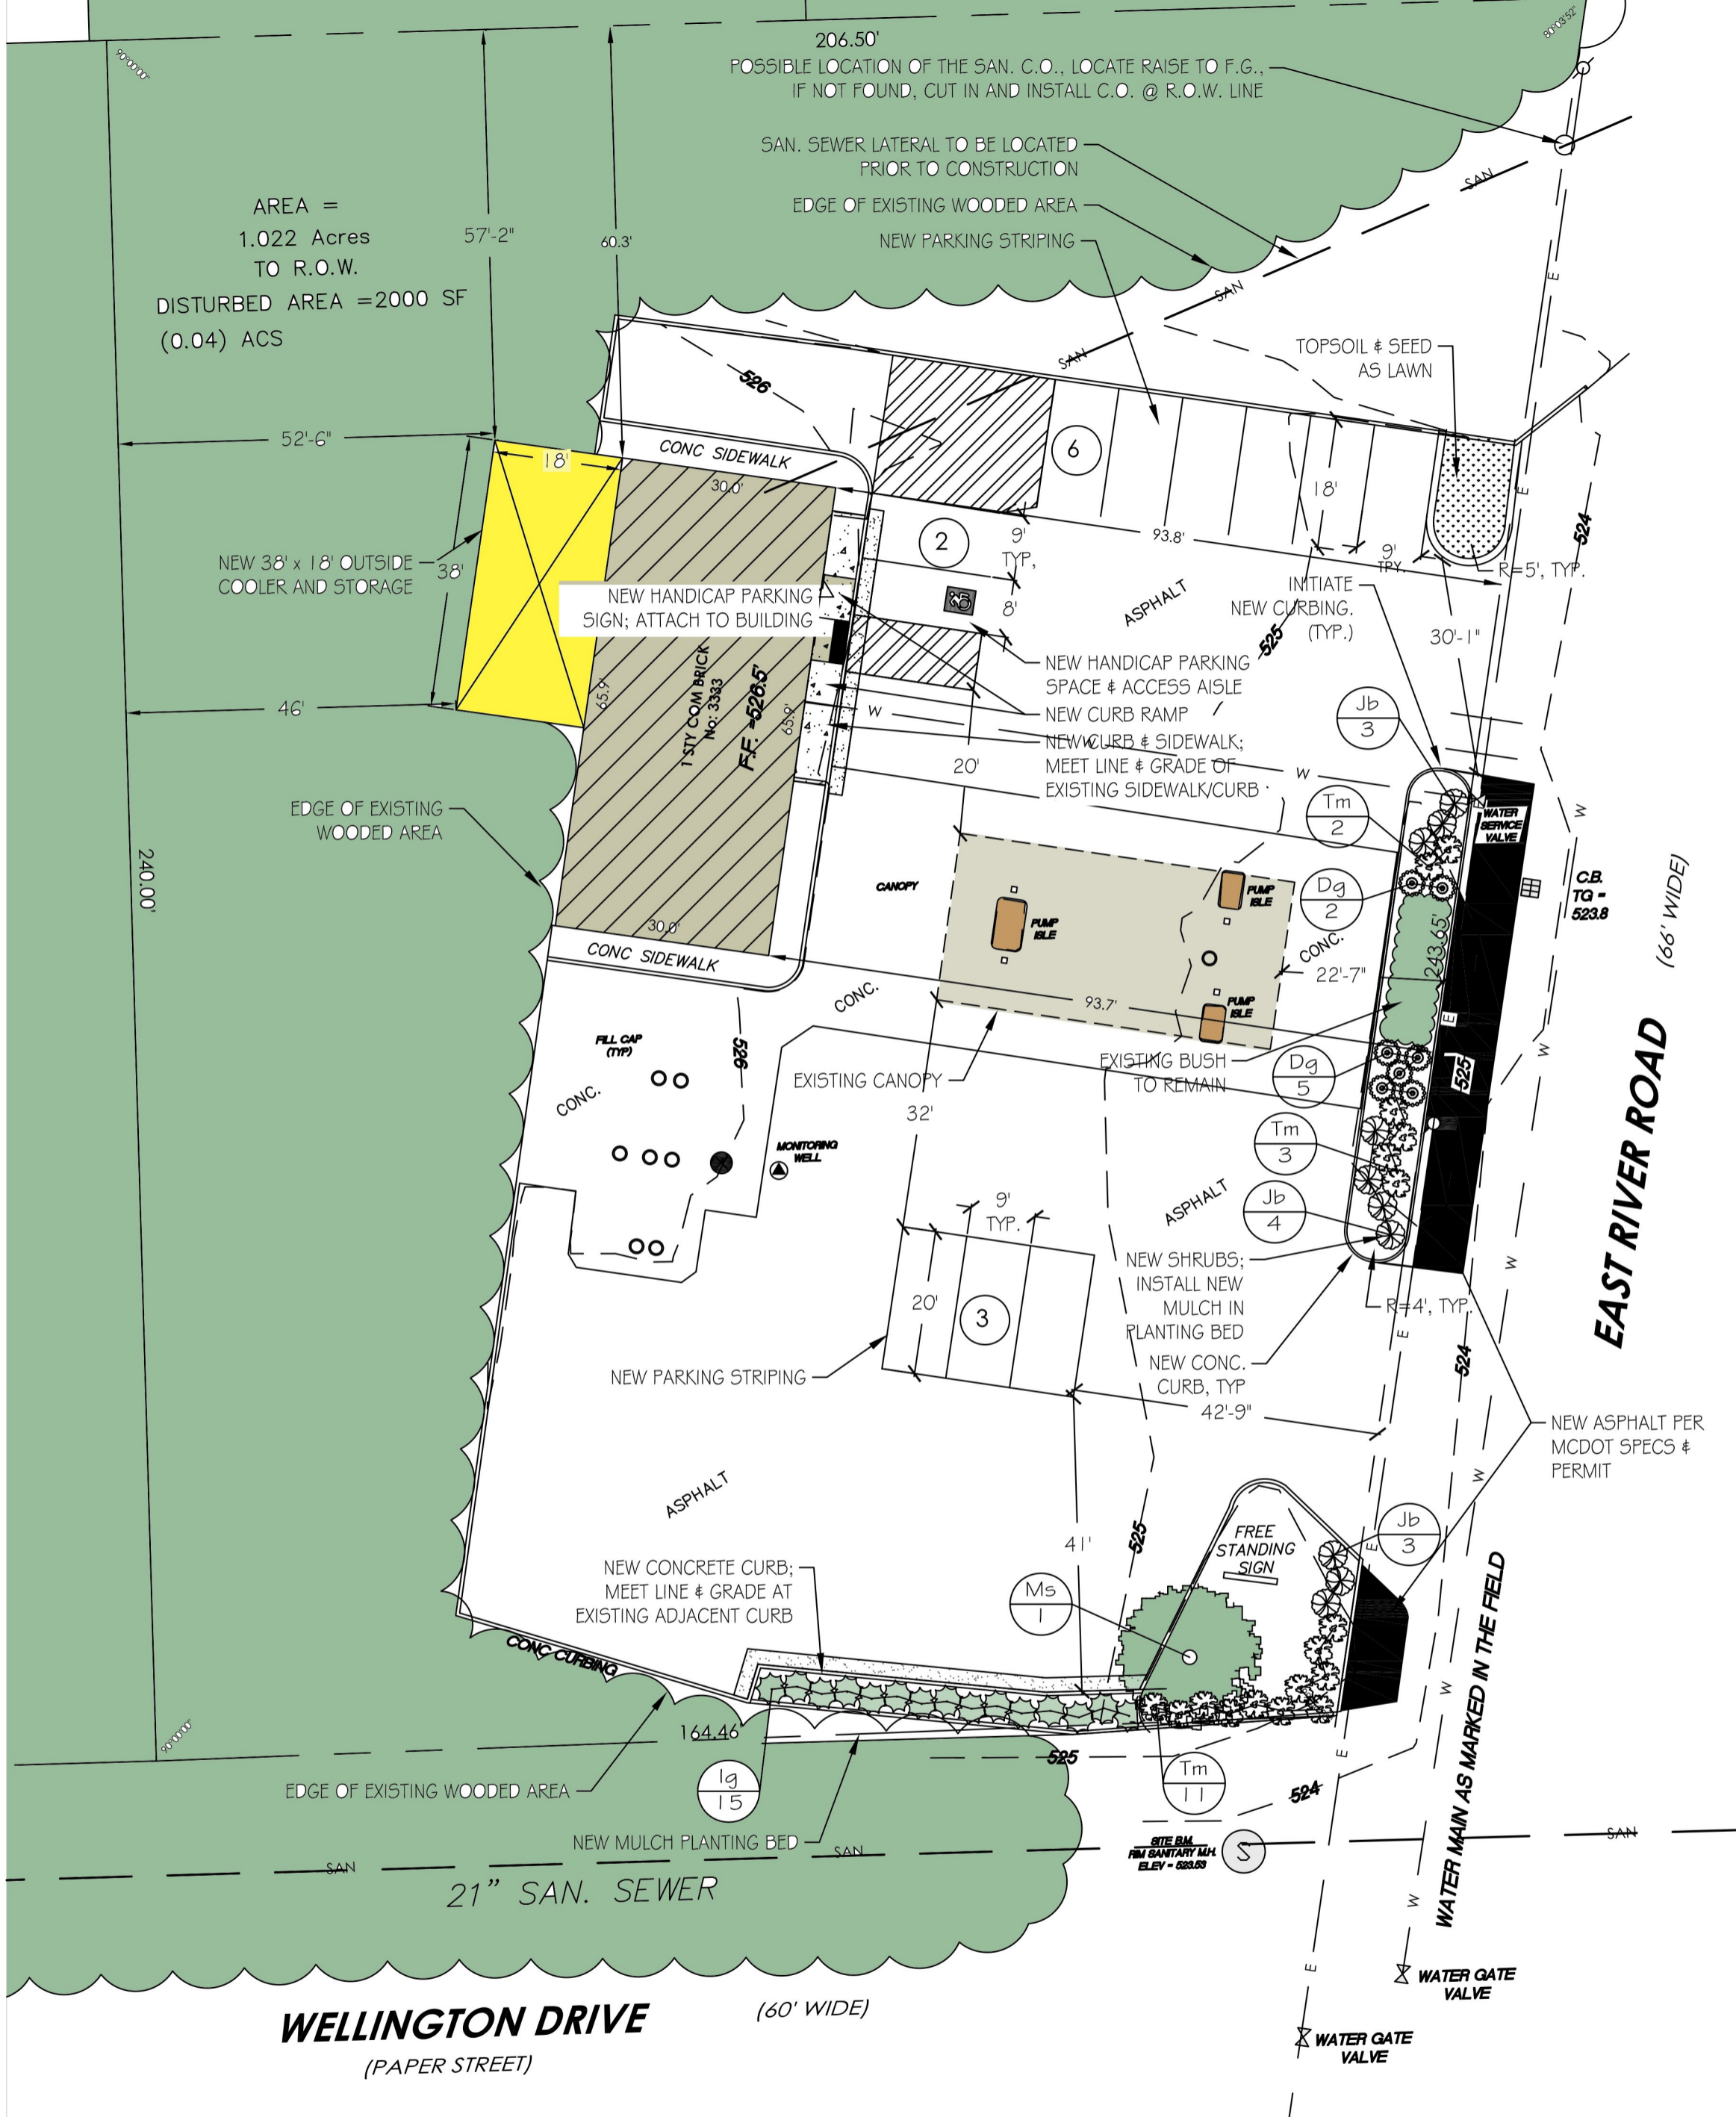 206.50'
90°00'00"
80°03'52"
POSSIBLE LOCATION OF THE SAN. C.O., LOCATE RAISE TO F.G.,
IF NOT FOUND, CUT IN AND INSTALL C.O. @ R.O.W. LINE
SAN. SEWER LATERAL TO BE LOCATED
PRIOR TO CONSTRUCTION
SAN
EDGE OF EXISTING WOODED AREA
NEW PARKING STRIPING
SAN
SAN
AREA =
1.022 Acres
TO R.O.W.
DISTURBED AREA =2000 SF
(0.04) ACS
57'-2"
60.3'
E
TOPSOIL & SEED
AS LAWN
526
52'-6"
18'
CONC SIDEWALK
30.0'
6
18'
E
524
NEW 38' x 18' OUTSIDE
COOLER AND STORAGE
38'
2
9'
TYP,
93.8'
9'
TPY.
R=5', TYP.
NEW HANDICAP PARKING
SIGN; ATTACH TO BUILDING
8'
ASPHALT
INITIATE
NEW CURBING.
(TYP.)
525
30'-1"
1 STY COM BRICK
No: 3333
F.F. =526.5'
65.9'
65.9'
46'
NEW HANDICAP PARKING
SPACE & ACCESS AISLE
NEW CURB RAMP
W
NEW CURB & SIDEWALK;
MEET LINE & GRADE OF
EXISTING SIDEWALK/CURB
W
W
20'
Jb
3
Tm
2
WATER
SERVICE
VALVE
W
EDGE OF EXISTING
WOODED AREA
240.00'
CANOPY
PUMP
ISLE
PUMP
ISLE
PUMP
ISLE
Dg
2
C.B.
TG =
523.8
(66' WIDE)
EAST RIVER ROAD
30.0'
CONC SIDEWALK
CONC.
22'-7"
243.65'
93.7'
CONC.
E
W
FILL CAP
(TYP)
526
CONC.
EXISTING CANOPY
EXISTING BUSH
TO REMAIN
Dg
5
525
32'
MONITORING
WELL
Tm
3
9'
TYP.
ASPHALT
Jb
4
NEW SHRUBS;
INSTALL NEW
MULCH IN
PLANTING BED
W
20'
3
R=4', TYP.
E
524
NEW PARKING STRIPING
NEW CONC.
CURB, TYP
42'-9"
NEW ASPHALT PER
MCDOT SPECS &
PERMIT
W
ASPHALT
41'
525
FREE
STANDING
SIGN
Jb
3
E
NEW CONCRETE CURB;
MEET LINE & GRADE AT
EXISTING ADJACENT CURB
Ms
1
WATER MAIN AS MARKED IN THE FIELD
CONC CURBING
W
90°00'00"
164.46'
525
E
EDGE OF EXISTING WOODED AREA
Ig
15
Tm
11
524
NEW MULCH PLANTING BED
SITE B.M.
RIM SANITARY M.H.
ELEV = 523.53
S
SAN
SAN
SAN
21" SAN. SEWER
W
E
WATER GATE
VALVE
WELLINGTON DRIVE
(60' WIDE)
(PAPER STREET)
WATER GATE
VALVE